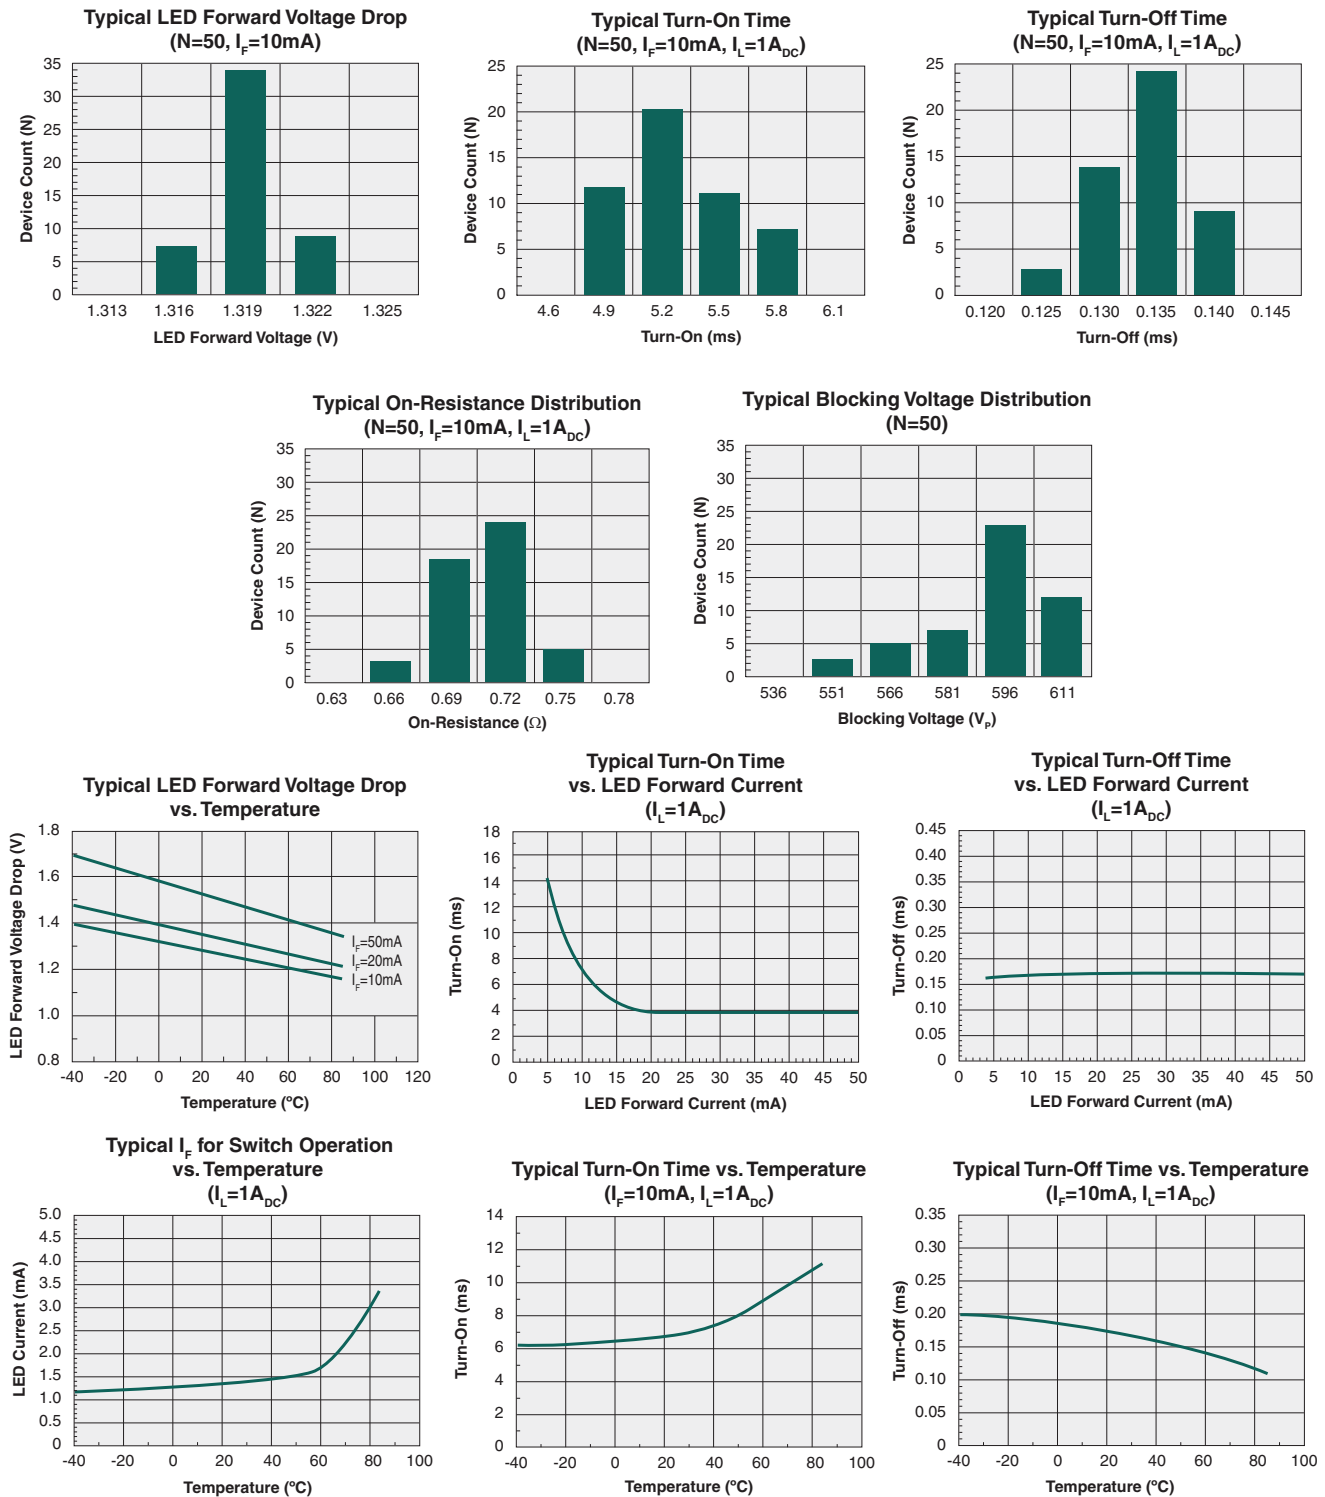 Typical LED Forward Voltage Drop
(N=50, IF=10mA)
35
30
25
20
15
10
5
0
Device Count (N)
1.313 1.316 1.319 1.322 1.325
LED Forward Voltage (V)
Typical Turn-On Time
(N=50, IF=10mA, IL=1ADC)
25
20
15
10
5
0
Device Count (N)
4.6 4.9 5.2 5.5 5.8 6.1
Turn-On (ms)
Typical Turn-Off Time
(N=50, IF=10mA, IL=1ADC)
25
20
15
10
5
0
Device Count (N)
0.120 0.125 0.130 0.135 0.140 0.145
Turn-Off (ms)
Typical On-Resistance Distribution
(N=50, IF=10mA, IL=1ADC)
35
30
25
20
15
10
5
0
Device Count (N)
0.63 0.66 0.69 0.72 0.75 0.78
On-Resistance (Ω)
Typical Blocking Voltage Distribution
(N=50)
35
30
25
20
15
10
5
0
Device Count (N)
536 551 566 581 596 611
Blocking Voltage (VP)
Typical LED Forward Voltage Drop
vs. Temperature
1.8
1.6
1.4
1.2
1.0
0.8
LED Forward Voltage Drop (V)
IF=50mA
IF=20mA
IF=10mA
-40 -20 0 20 40 60 80 100 120
Temperature (ºC)
Typical Turn-On Time
vs. LED Forward Current
(IL=1ADC)
18
16
14
12
10
8
6
4
2
0
Turn-On (ms)
0 5 10 15 20 25 30 35 40 45 50
LED Forward Current (mA)
Typical Turn-Off Time
vs. LED Forward Current
(IL=1ADC)
0.45
0.40
0.35
0.30
0.25
0.20
0.15
0.10
0.05
0
Turn-Off (ms)
0 5 10 15 20 25 30 35 40 45 50
LED Forward Current (mA)
Typical IF for Switch Operation
vs. Temperature
(IL=1ADC)
5.0
4.5
4.0
3.5
3.0
2.5
2.0
1.5
1.0
0.5
0
LED Current (mA)
-40 -20 0 20 40 60 80 100
Temperature (ºC)
Typical Turn-On Time vs. Temperature
(IF=10mA, IL=1ADC)
14
12
10
8
6
4
2
0
Turn-On (ms)
-40 -20 0 20 40 60 80 100
Temperature (ºC)
Typical Turn-Off Time vs. Temperature
(IF=10mA, IL=1ADC)
0.35
0.30
0.25
0.20
0.15
0.10
0.05
0
Turn-Off (ms)
-40 -20 0 20 40 60 80 100
Temperature (ºC)